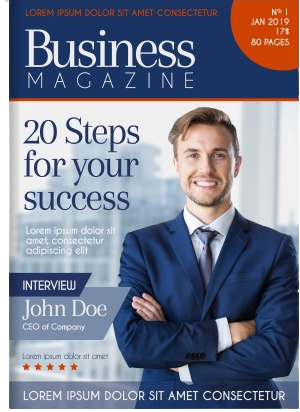 LOREM IPSUM DOLOR SIT AMET CONSECTETUR
Nº 1
JAN 2019
17$
80 PAGES
Business
MAGAZINE
20 Steps
for your
success
Lorem ipsum dolor sit
amet, consectetur
adipiscing elit
INTERVIEW
John Doe
CEO of Company
Lorem ipsum dolor sit amet
LOREM IPSUM DOLOR SIT AMET CONSECTETUR